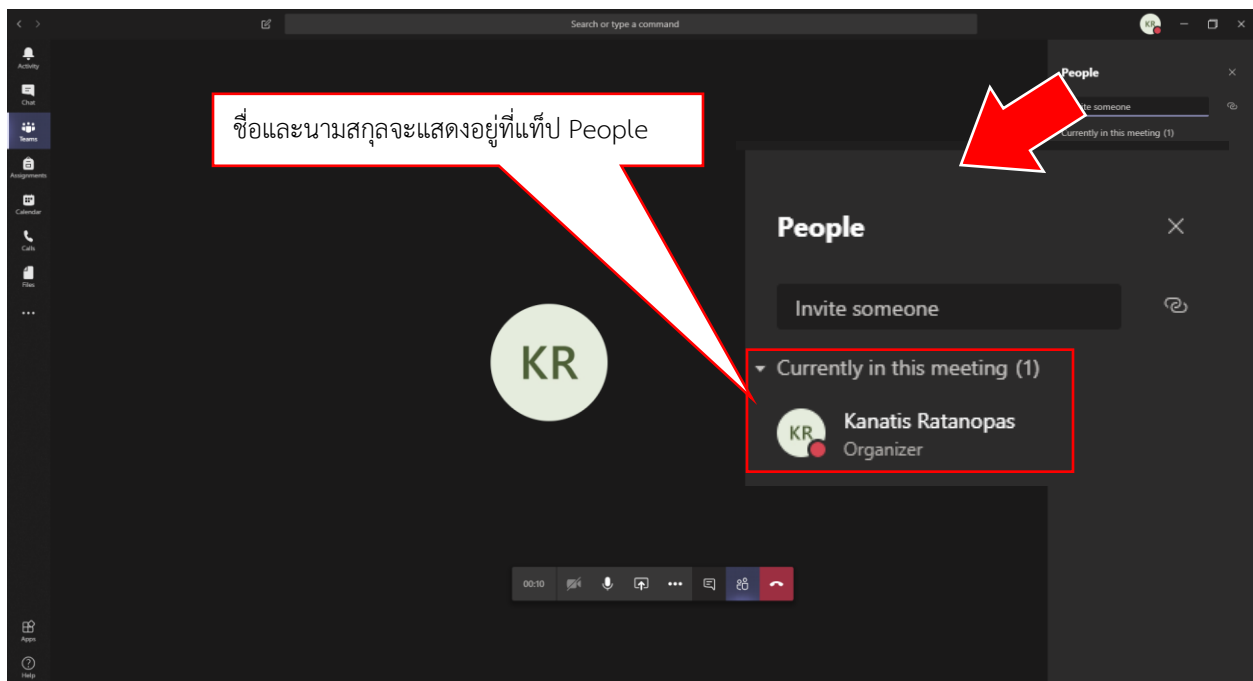 Search or type a command
KR
Activity
Chat
Teams
Assignments
Calendar
Calls
Files
Apps
Help
ชื่อและนามสกุลจะแสดงอยู่ที่แท็ป People
KR
00:10
People
someone
Currently in this meeting (1)
People
Invite someone
Currently in this meeting (1)
KR
Kanatis Ratanopas
Organizer